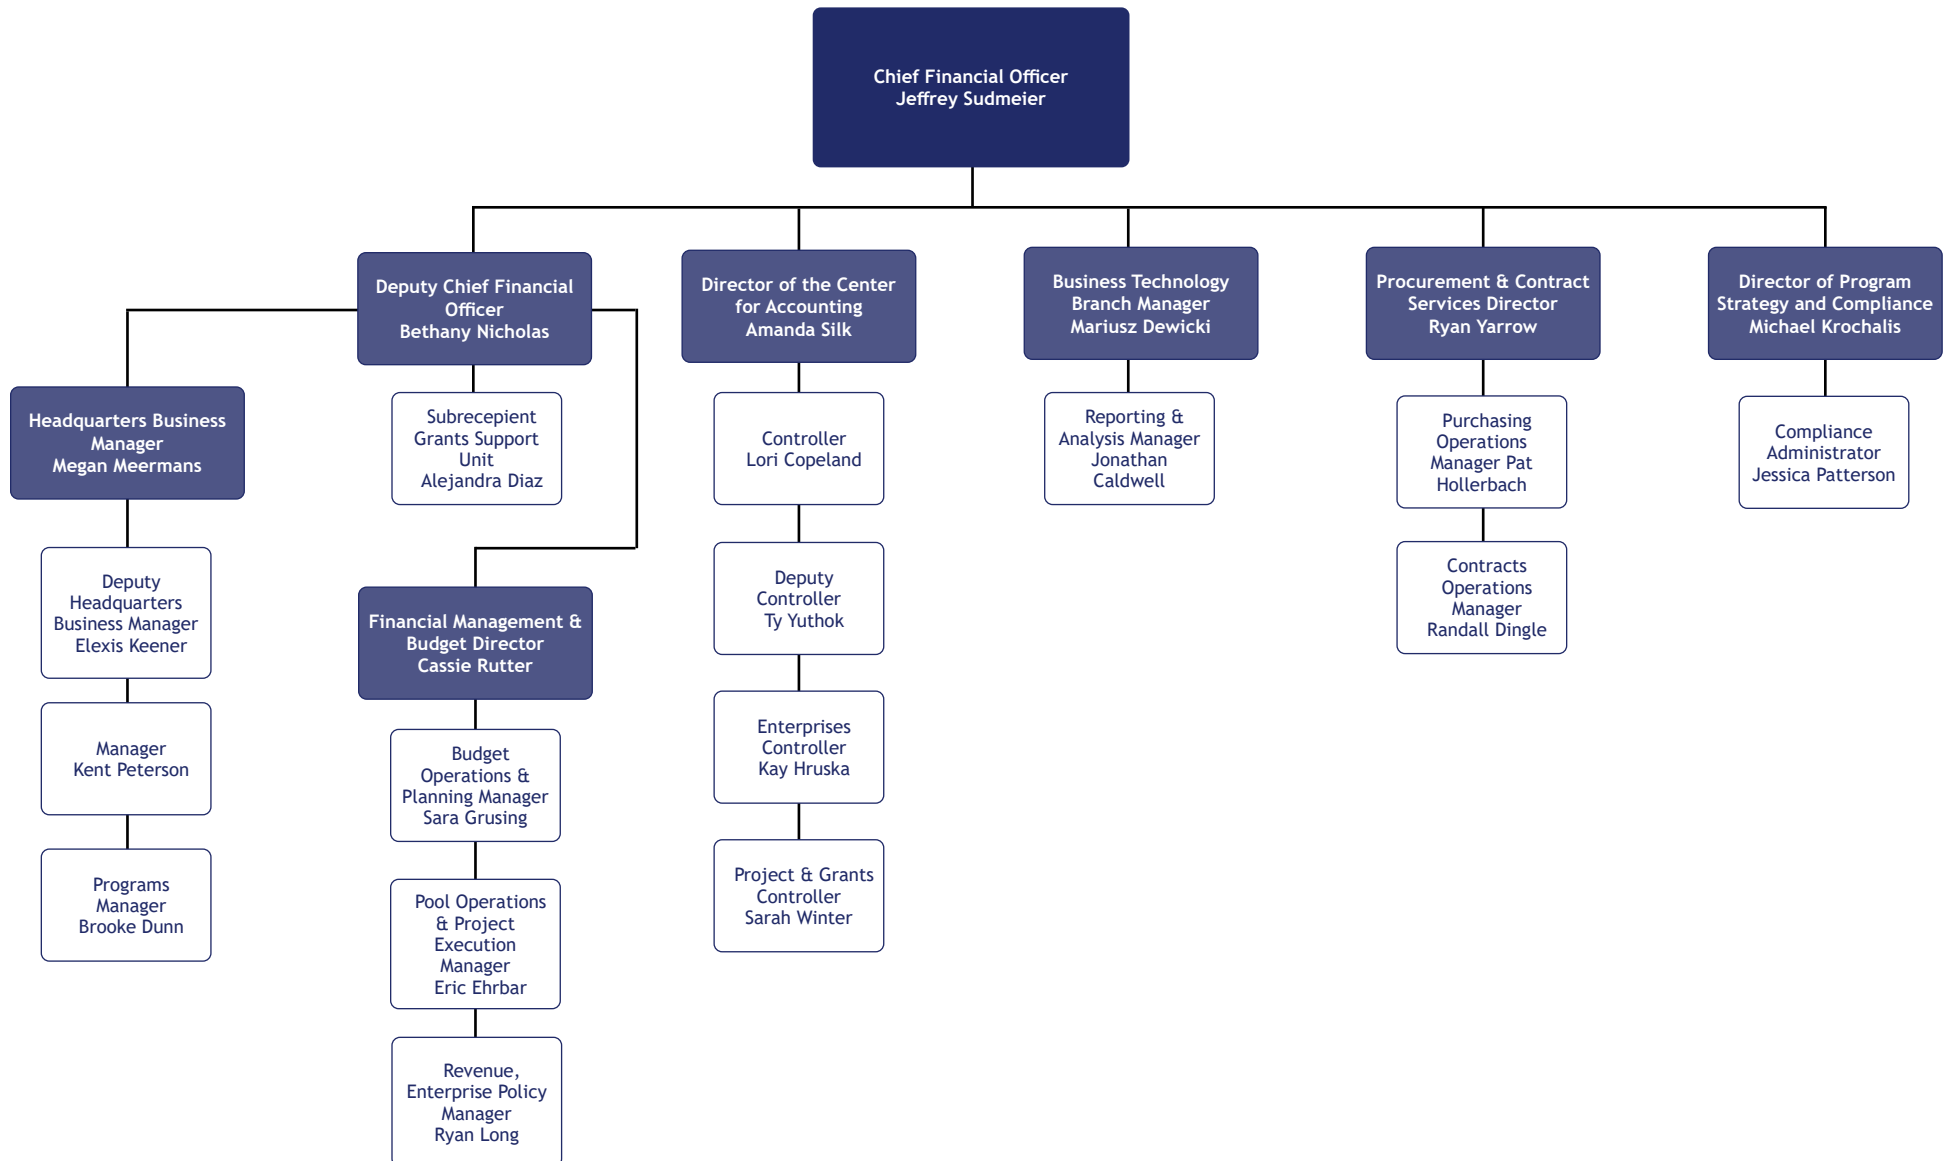 Chief Financial Officer
Jeffrey Sudmeier
Deputy Chief Financial
Officer
Bethany Nicholas
Director of the Center
for Accounting
Amanda Silk
Business Technology
Branch Manager
Mariusz Dewicki
Procurement & Contract
Services Director
Ryan Yarrow
Director of Program
Strategy and Compliance
Michael Krochalis
Headquarters Business
Manager
Megan Meermans
Subrecepient
Grants Support
Unit
Alejandra Diaz
Controller
Lori Copeland
Reporting &
Analysis Manager
Jonathan
Caldwell
Purchasing
Operations
Manager Pat
Hollerbach
Compliance
Administrator
Jessica Patterson
Deputy
Headquarters
Business Manager
Elexis Keener
Financial Management &
Budget Director
Cassie Rutter
Deputy
Controller
Ty Yuthok
Contracts
Operations
Manager
Randall Dingle
Manager
Kent Peterson
Budget
Operations &
Planning Manager
Sara Grusing
Enterprises
Controller
Kay Hruska
Programs
Manager
Brooke Dunn
Pool Operations
& Project
Execution
Manager
Eric Ehrbar
Project & Grants
Controller
Sarah Winter
Revenue,
Enterprise Policy
Manager
Ryan Long